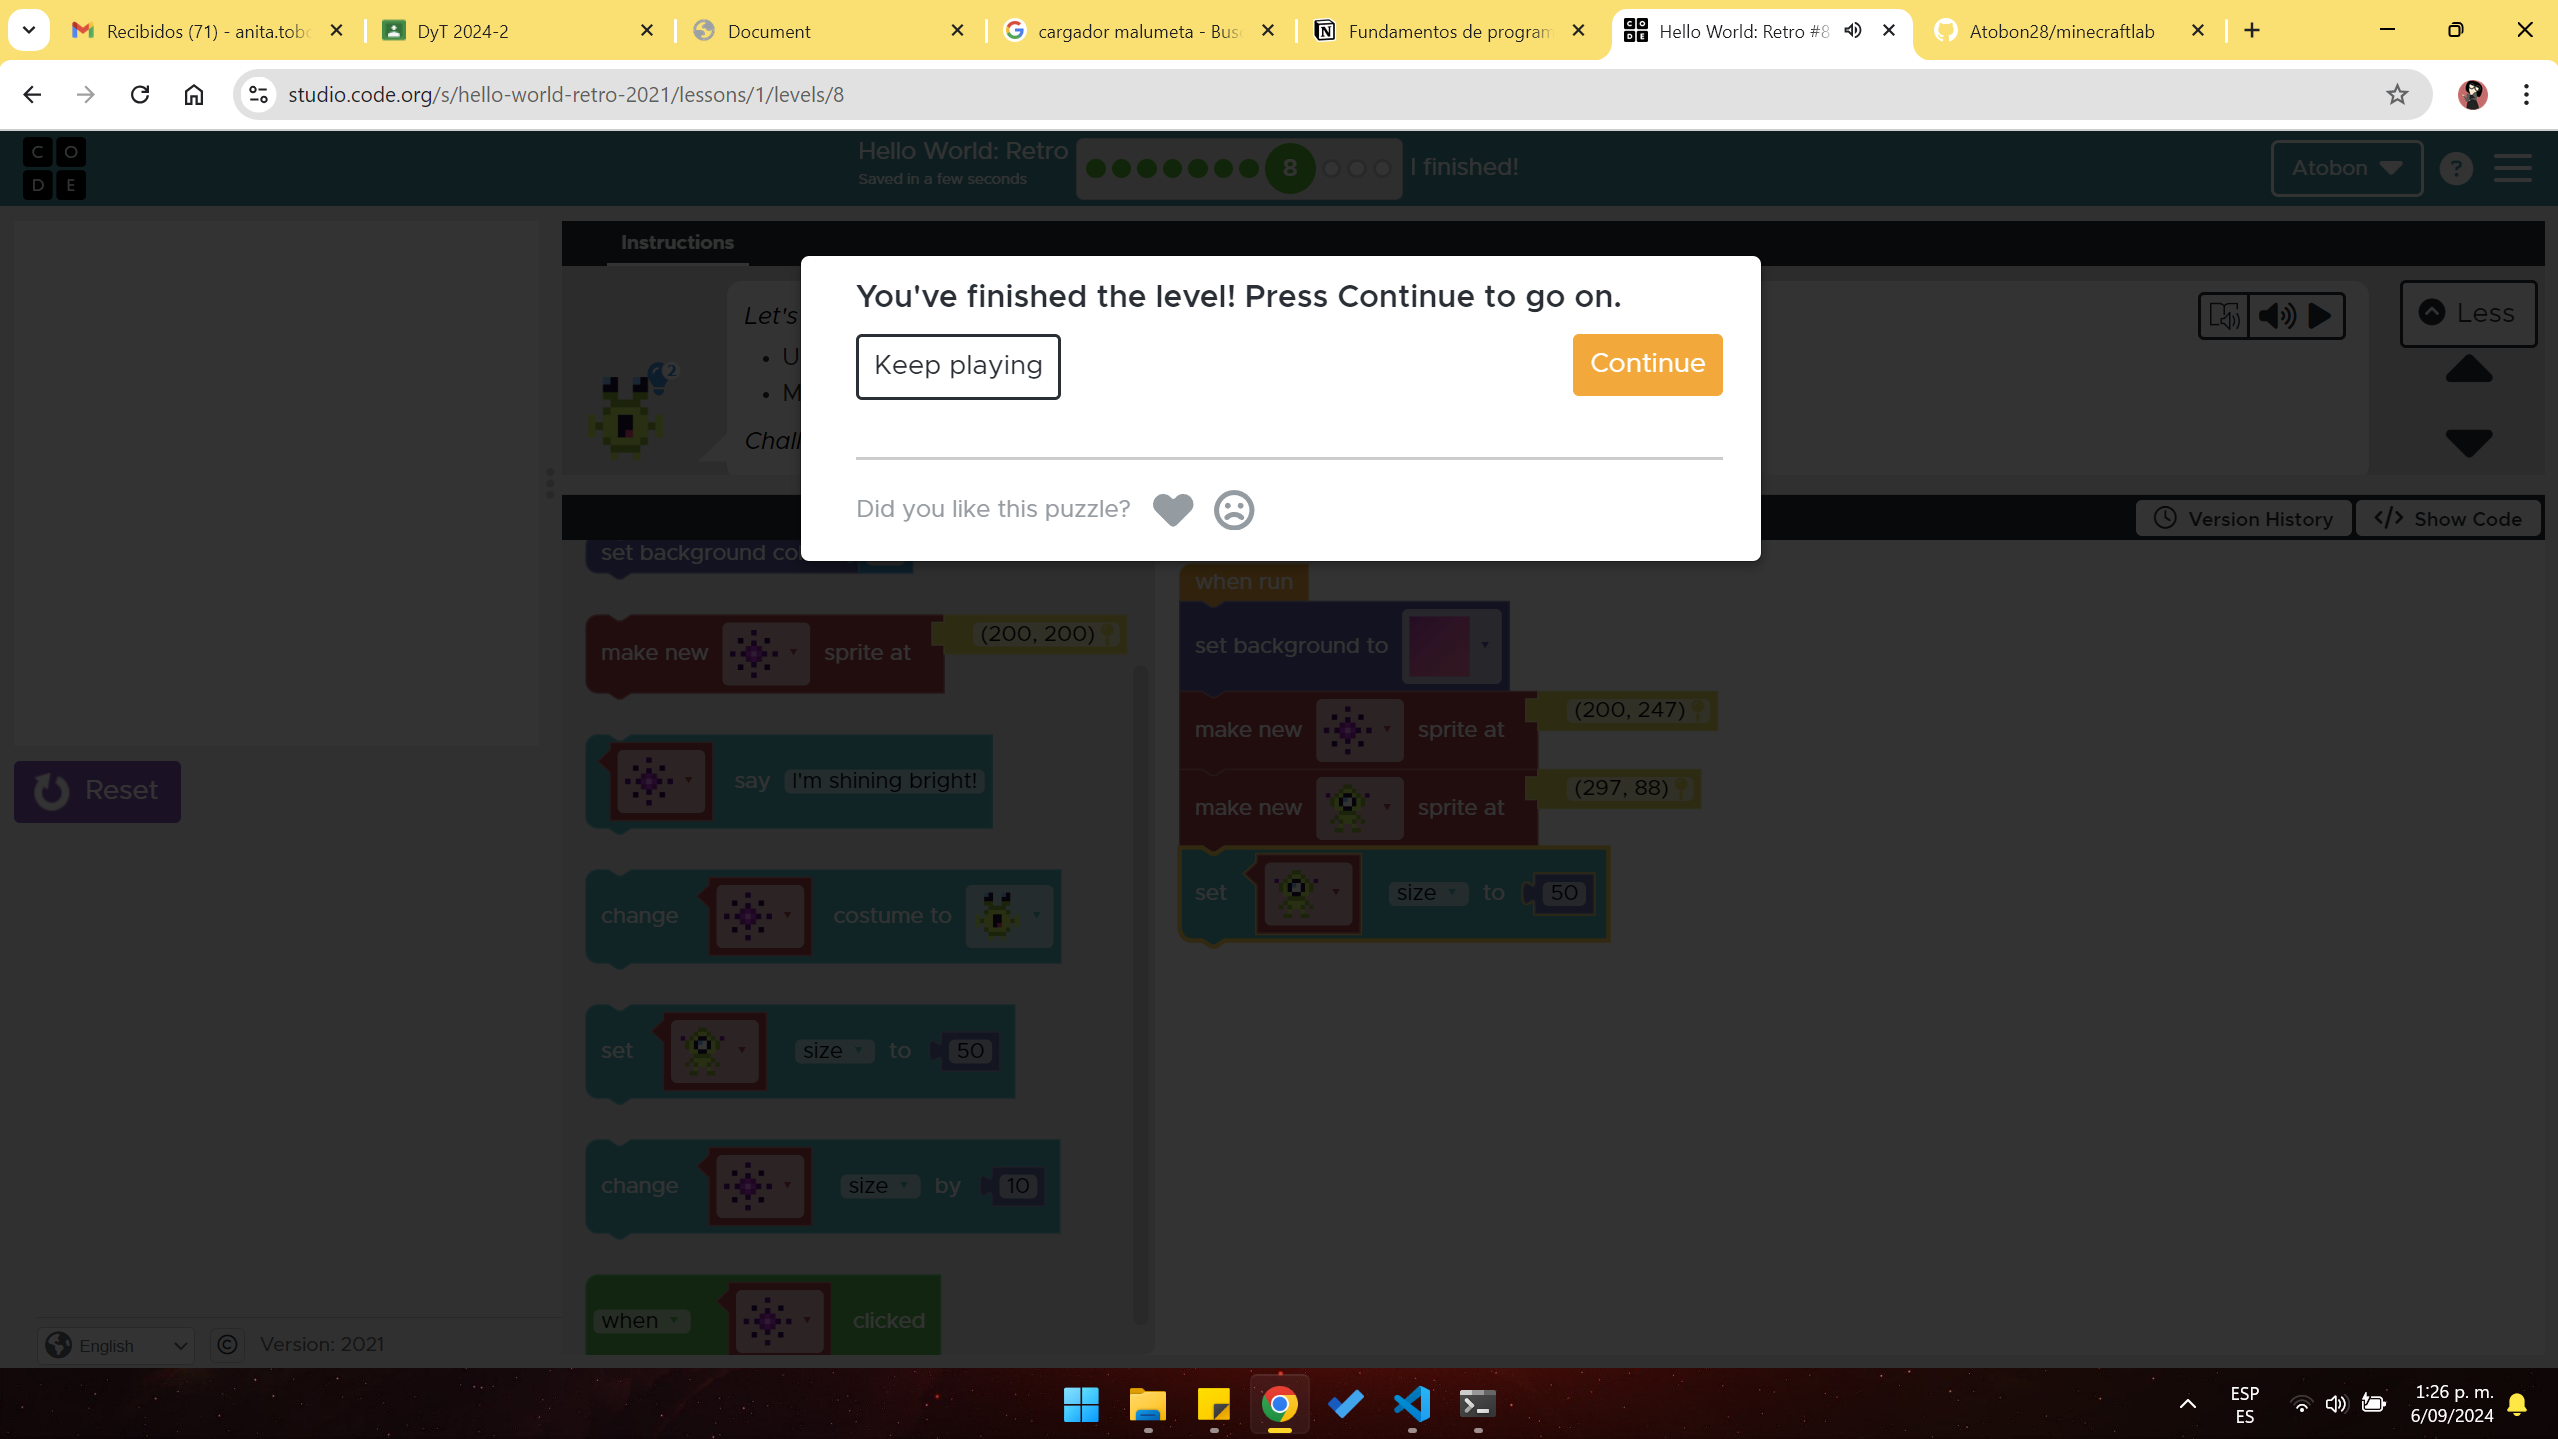 Recibidos (71) - anita.tob
DyT 2024-2
Document
cargador malumeta - Bus
Fundamentos de program
Hello World: Retro #8
Atobon28/minecraftlab
studio.code.org/s/hello-world-retro-2021/lessons/1/levels/8
C O
D E
Hello World: Retro
Saved in a few seconds
8
I finished!
Atobon
?
Instructions
Let's
U
M
Chall
2
Less
You've finished the level! Press Continue to go on.
Keep playing
Continue
Did you like this puzzle?
Version History
</> Show Code
Reset
set background co
make new sprite at (200, 200)
say I'm shining bright!
change costume to
set size to 50
change size by 10
when clicked
when run
set background to
make new sprite at (200, 247)
make new sprite at (297, 88)
set size to 50
English
©
Version: 2021
ESP
ES
1:26 p. m.
6/09/2024